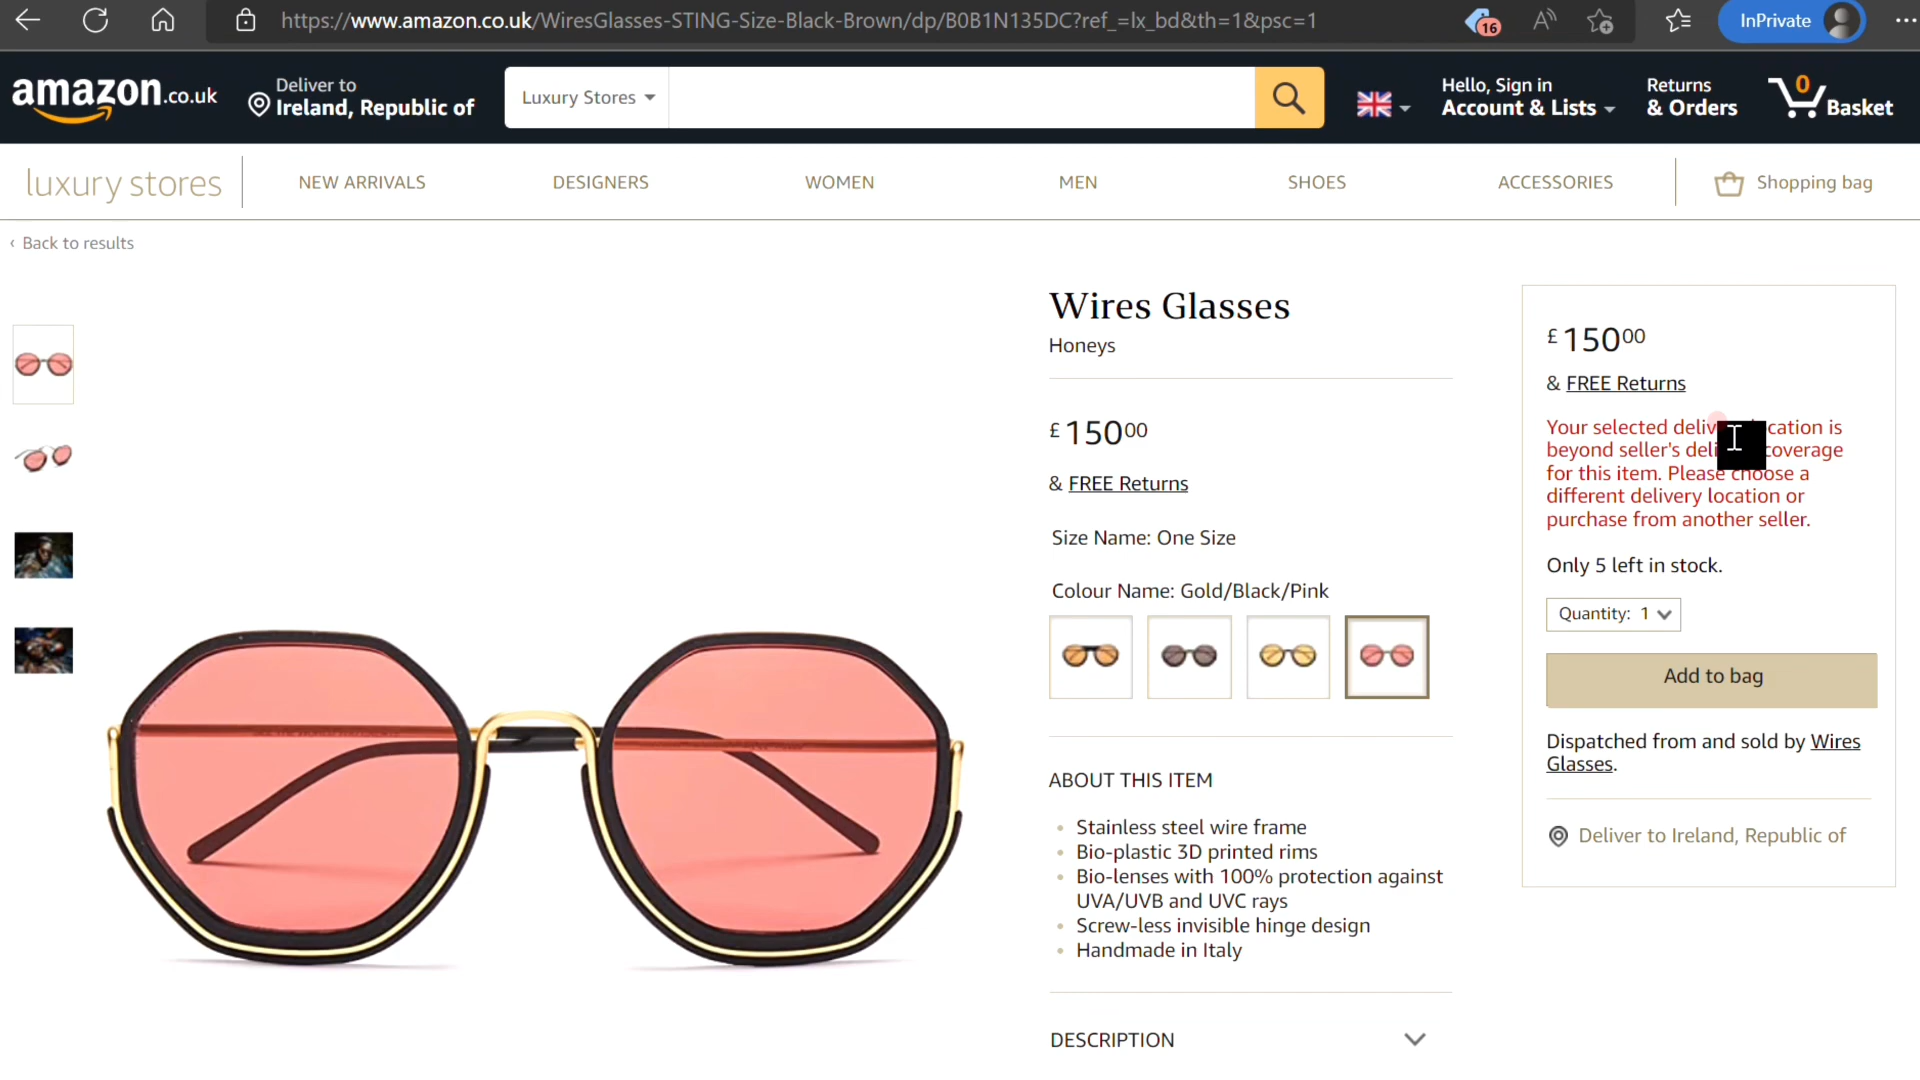 https://www.amazon.co.uk/WiresGlasses-STING-Size-Black-Brown/dp/B0B1N135DC?ref_=lx_bd&th=1&psc=1
16
InPrivate
amazon.co.uk
Deliver to
Ireland, Republic of
Luxury Stores
Hello, Sign in
Account & Lists
Returns
& Orders
0
Basket
luxury stores
NEW ARRIVALS
DESIGNERS
WOMEN
MEN
SHOES
ACCESSORIES
Shopping bag
‹ Back to results
Wires Glasses
Honeys
£15000
& FREE Returns
Size Name: One Size
Colour Name: Gold/Black/Pink
ABOUT THIS ITEM
• Stainless steel wire frame
• Bio-plastic 3D printed rims
• Bio-lenses with 100% protection against
UVA/UVB and UVC rays
• Screw-less invisible hinge design
• Handmade in Italy
DESCRIPTION
£15000
& FREE Returns
Your selected is
beyond seller's coverage
for this item. Please choose a
different delivery location or
purchase from another seller.
Only 5 left in stock.
Quantity: 1
Add to bag
Dispatched from and sold by Wires
Glasses.
Deliver to Ireland, Republic of